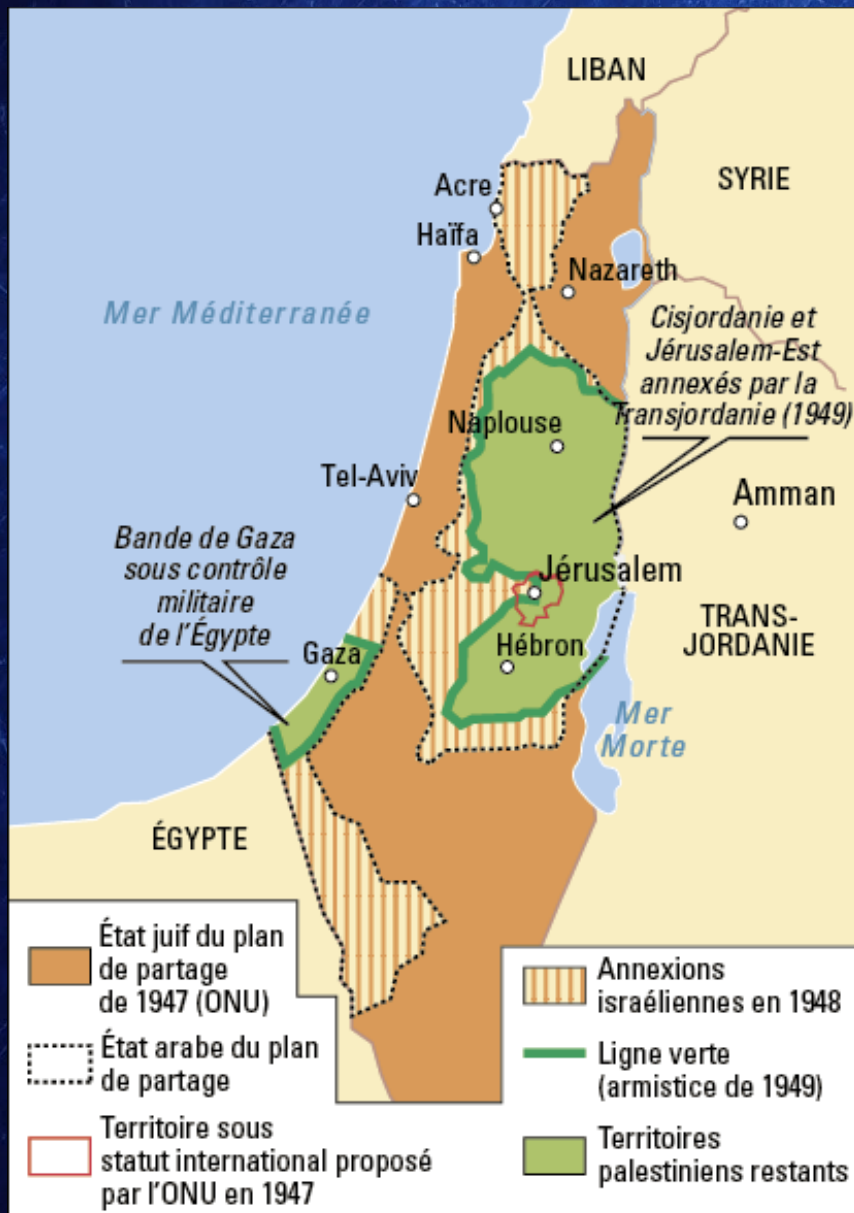 LIBAN
SYRIE
Acre
Haïfa
Nazareth
Mer Méditerranée
Cisjordanie et
Jérusalem-Est
annexés par la
Transjordanie (1949)
Naplouse
Tel-Aviv
Amman
Bande de Gaza
sous contrôle
militaire
de l'Égypte
Jérusalem
TRANS-
JORDANIE
Gaza
Hébron
Mer
Morte
ÉGYPTE
État juif du plan
de partage
de 1947 (ONU)
État arabe du plan
de partage
Territoire sous
statut international proposé
par l'ONU en 1947
Annexions
israéliennes en 1948
Ligne verte
(armistice de 1949)
Territoires
palestiniens restants